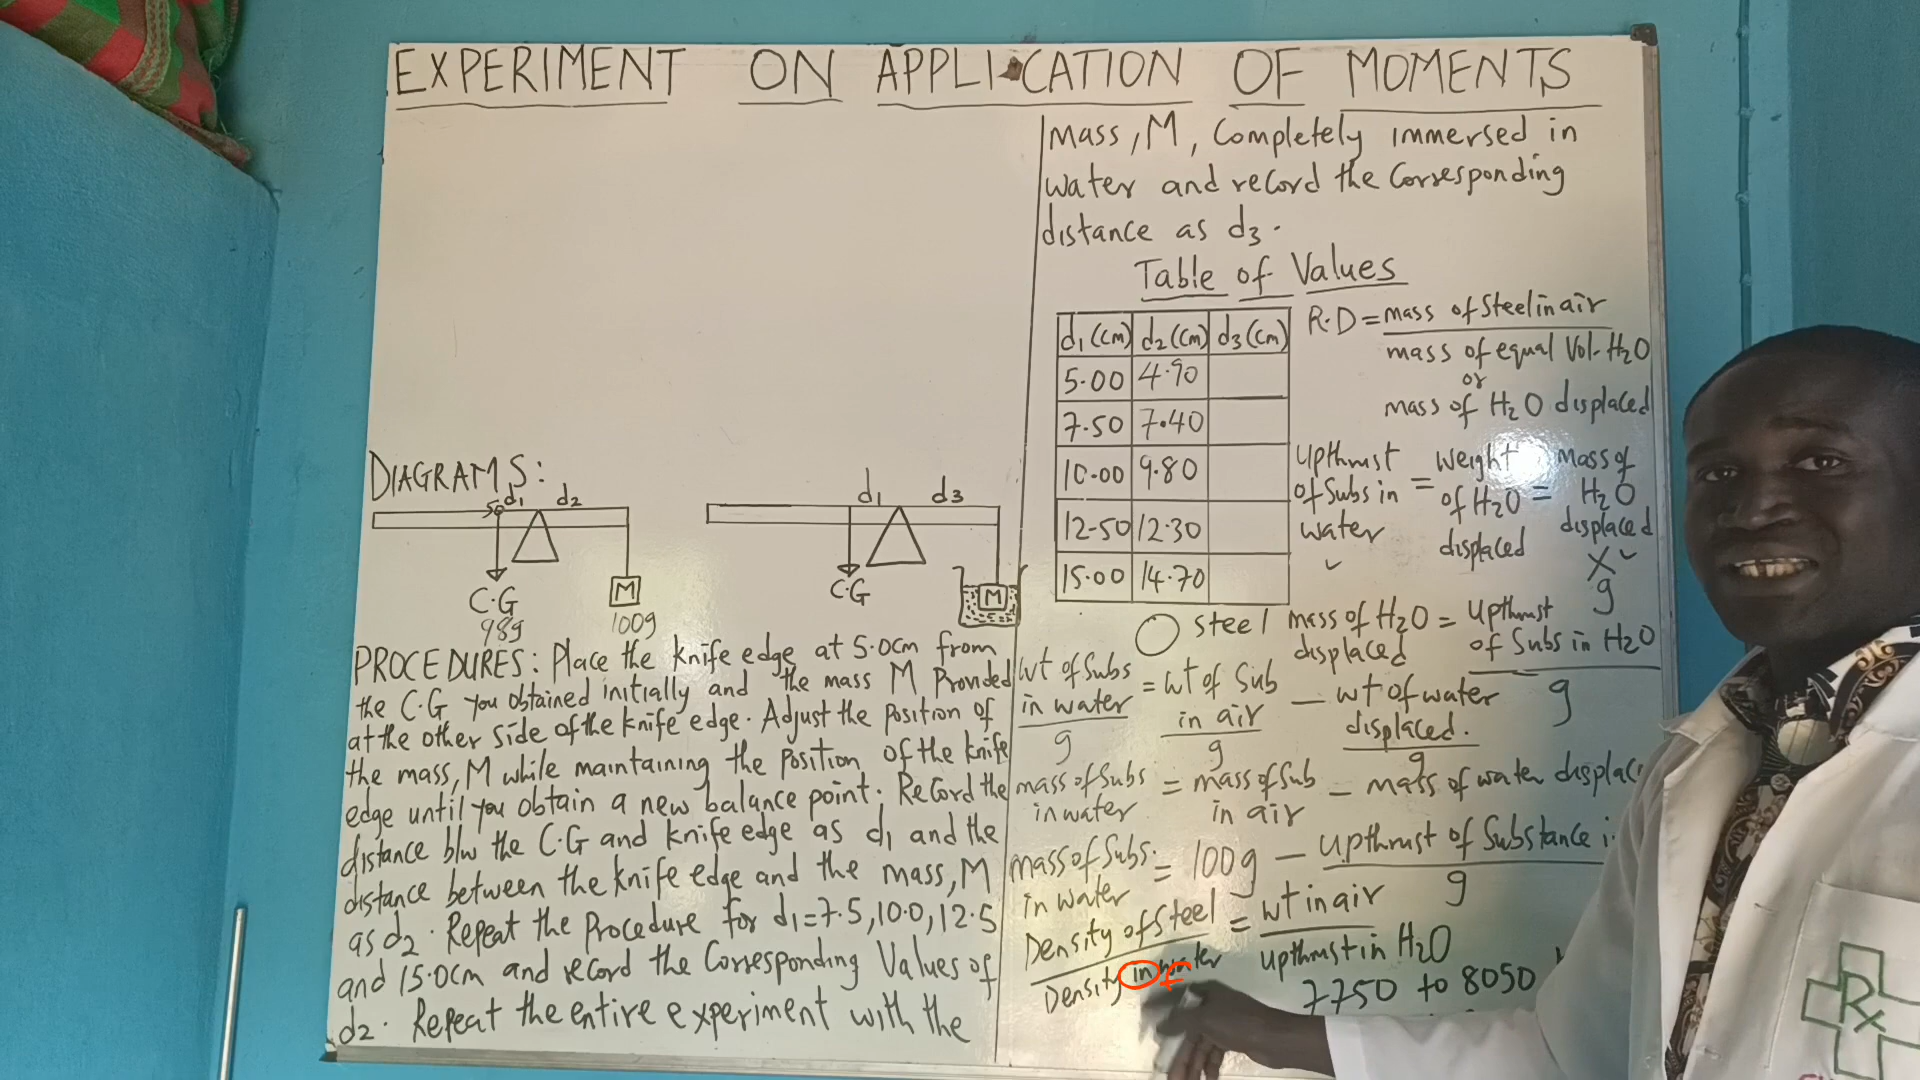 EXPERIMENT ON APPLICATION OF MOMENTS
DIAGRAMS:
50 d1 d2
C.G M
98g 100g
d1 d3
C.G M
PROCEDURES: Place the knife edge at 5.0cm from
the C.G you obtained initially and the mass M Provided
at the other side of the knife edge. Adjust the position of
the mass, M while maintaining the position of the knife
edge until you obtain a new balance point. Record the
distance b/w the C.G and knife edge as d1 and the
distance between the knife edge and the mass, M
as d2. Repeat the Procedure for d1=7.5, 10.0, 12.5
and 15.0cm and record the Corresponding Values of
d2. Repeat the entire experiment with the
mass, M, Completely immersed in
water and record the Corresponding
distance as d3.
Table of Values
d1(cm) d2(cm) d3(cm)
5.00 4.90
7.50 7.40
10.00 9.80
12.50 12.30
15.00 14.70
R.D = mass of Steel in air
mass of equal Vol. H2O
or
mass of H2O displaced
Upthrust = weight = Mass of
of Subs in of H2O H2O
water displaced displaced
✓ X ✓
g
steel mass of H2O = Upthrust
displaced of Subs in H2O
g
wt of Subs = wt of Sub — wt of water
in water in air displaced.
g g g
mass of Subs = mass of Sub — mass of water
in water in air
mass of Subs. = 100g — Upthrust of Substance
in water g
Density of Steel = wt in air
Density in water Upthrust in H2O
7750 to 8050
Rx